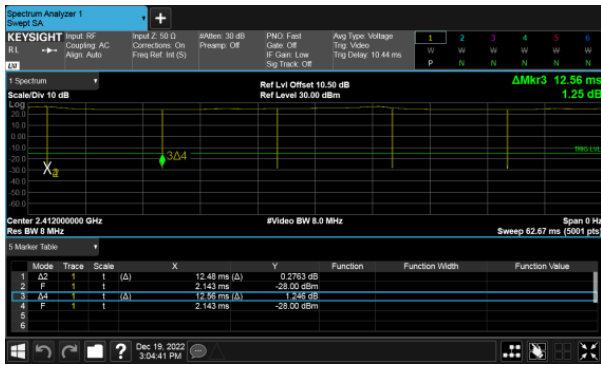 Spectrum Analyzer 1
Swept SA
+
KEYSIGHT Input: RF Input Z: 50 Ω #Atten: 30 dB PNO: Fast Avg Type: Voltage 1 2 3 4 5 6
RL Coupling: AC Corrections: On Preamp: Off Gate: Off Trig: Video W W W W W W
Align: Auto Freq Ref: Int (S) IF Gain: Low Trig Delay: 10.44 ms P N N N N N
Sig Track: Off
1 Spectrum
Scale/Div 10 dB
Ref Lvl Offset 10.50 dB
Ref Level 30.00 dBm
ΔMkr3 12.56 ms
1.25 dB
Log
20.0
10.0
0.00
-10.0
TRIG LVL
-20.0
-30.0
-40.0
-50.0
-60.0
X2
3Δ4
Center 2.412000000 GHz #Video BW 8.0 MHz Span 0 Hz
Res BW 8 MHz Sweep 62.67 ms (5001 pts)
5 Marker Table
Mode Trace Scale X Y Function Function Width Function Value
1 Δ2 1 t (Δ) 12.48 ms (Δ) 0.2763 dB
2 F 1 t 2.143 ms -28.00 dBm
3 Δ4 1 t (Δ) 12.56 ms (Δ) 1.246 dB
4 F 1 t 2.143 ms -28.00 dBm
5
6
? Dec 19, 2022
3:04:41 PM